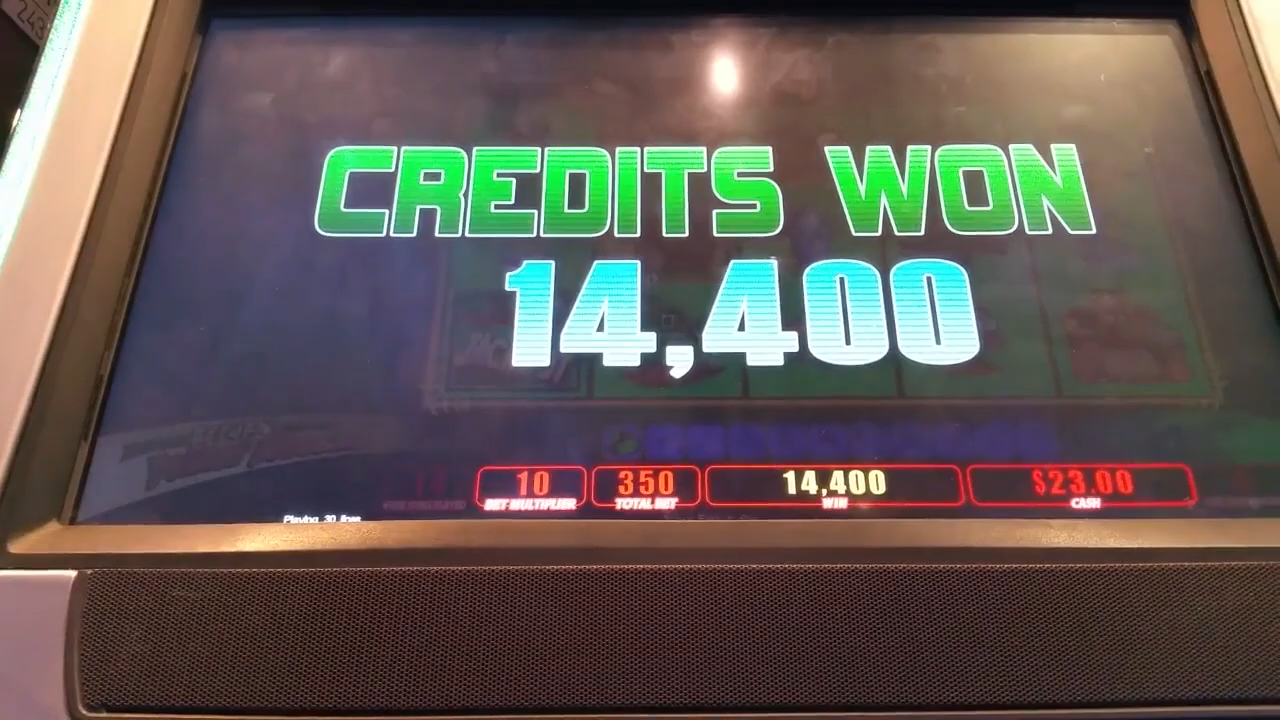 CREDITS WON
14,400
10 350 14,400 $23.00
BET MULTIPLIER TOTAL BET WIN CASH
Playing 30 lines